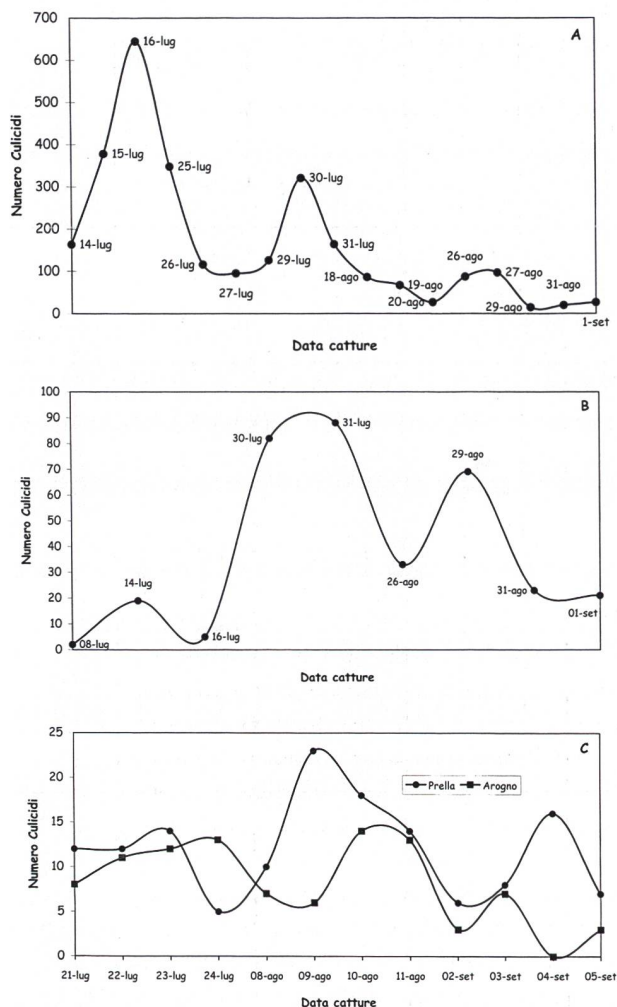 A
700
600
500
400
300
200
100
0
Numero Culicidi
14-lug
15-lug
16-lug
25-lug
26-lug
27-lug
29-lug
30-lug
31-lug
18-ago
19-ago
20-ago
26-ago
27-ago
29-ago
31-ago
1-set
Data catture
B
100
90
80
70
60
50
40
30
20
10
0
Numero Culicidi
08-lug
14-lug
16-lug
30-lug
31-lug
26-ago
29-ago
31-ago
01-set
Data catture
C
25
20
15
10
5
0
Numero Culicidi
Prella Arogno
21-lug 22-lug 23-lug 24-lug 08-ago 09-ago 10-ago 11-ago 02-set 03-set 04-set 05-set
Data catture